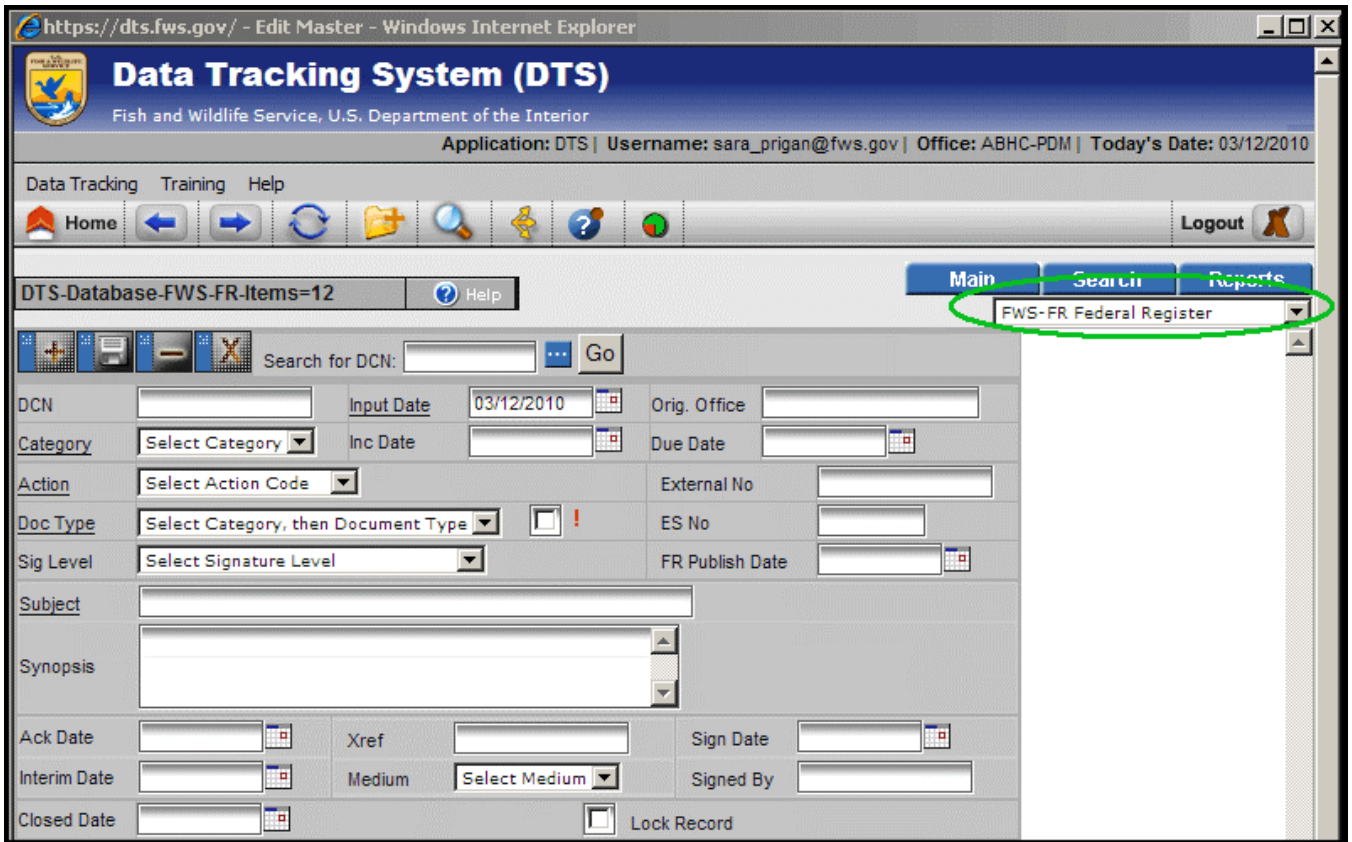 https://dts.fws.gov/ - Edit Master - Windows Internet Explorer
Data Tracking System (DTS)
Fish and Wildlife Service, U.S. Department of the Interior
Application: DTS | Username: sara_prigan@fws.gov | Office: ABHC-PDM | Today's Date: 03/12/2010
Data Tracking Training Help
Home Logout
Main Search Reports
DTS-Database-FWS-FR-Items=12 Help
FWS-FR Federal Register
Search for DCN: ... Go
DCN Input Date 03/12/2010 Orig. Office
Category Select Category Inc Date Due Date
Action Select Action Code External No
Doc Type Select Category, then Document Type ! ES No
Sig Level Select Signature Level FR Publish Date
Subject
Synopsis
Ack Date Xref Sign Date
Interim Date Medium Select Medium Signed By
Closed Date Lock Record